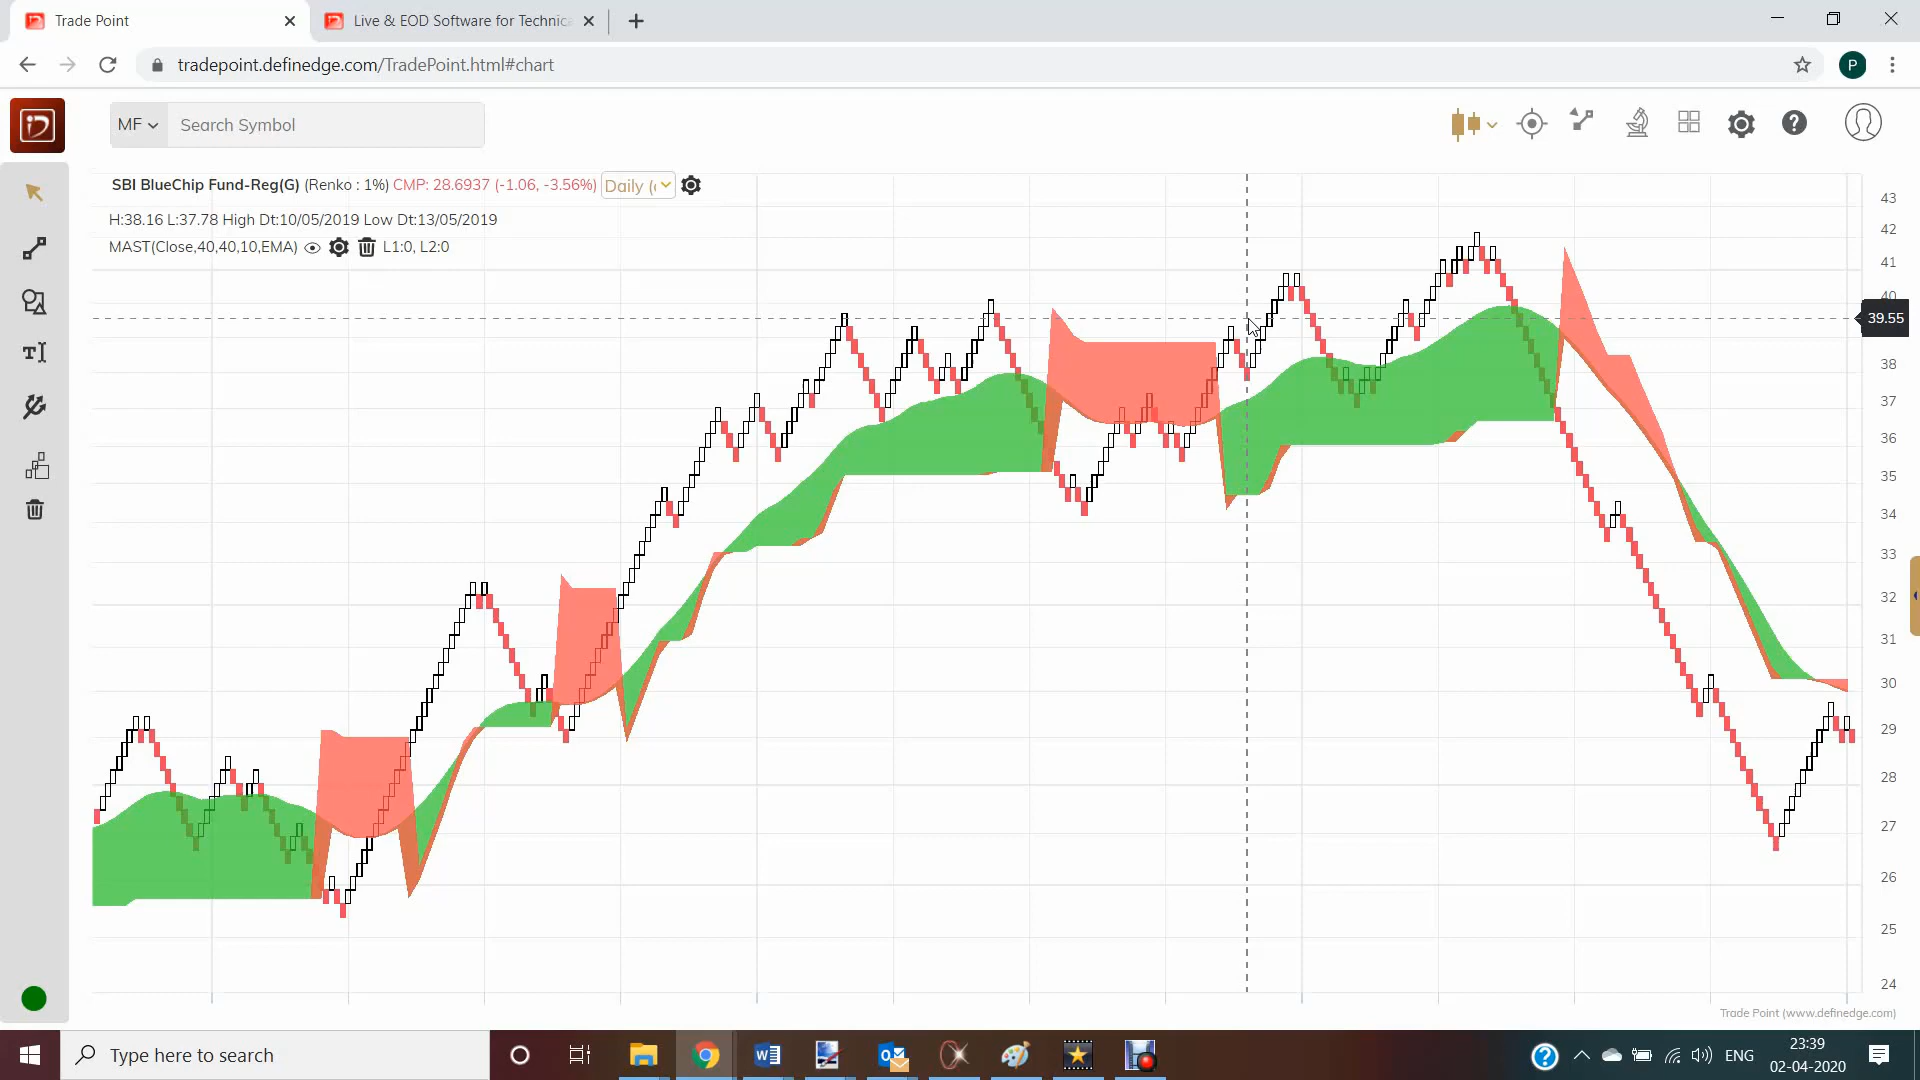 Trade Point
Live & EOD Software for Technic
tradepoint.definedge.com/TradePoint.html#chart
P
MF Search Symbol
SBI BlueChip Fund-Reg(G) (Renko : 1%) CMP: 28.6937 (-1.06, -3.56%) Daily (
H:38.16 L:37.78 High Dt:10/05/2019 Low Dt:13/05/2019
MAST(Close,40,40,10,EMA) L1:0, L2:0
43
42
41
40
39.55
38
37
36
35
34
33
32
31
30
29
28
27
26
25
24
Trade Point (www.definedge.com)
Type here to search
ENG
23:39
02-04-2020